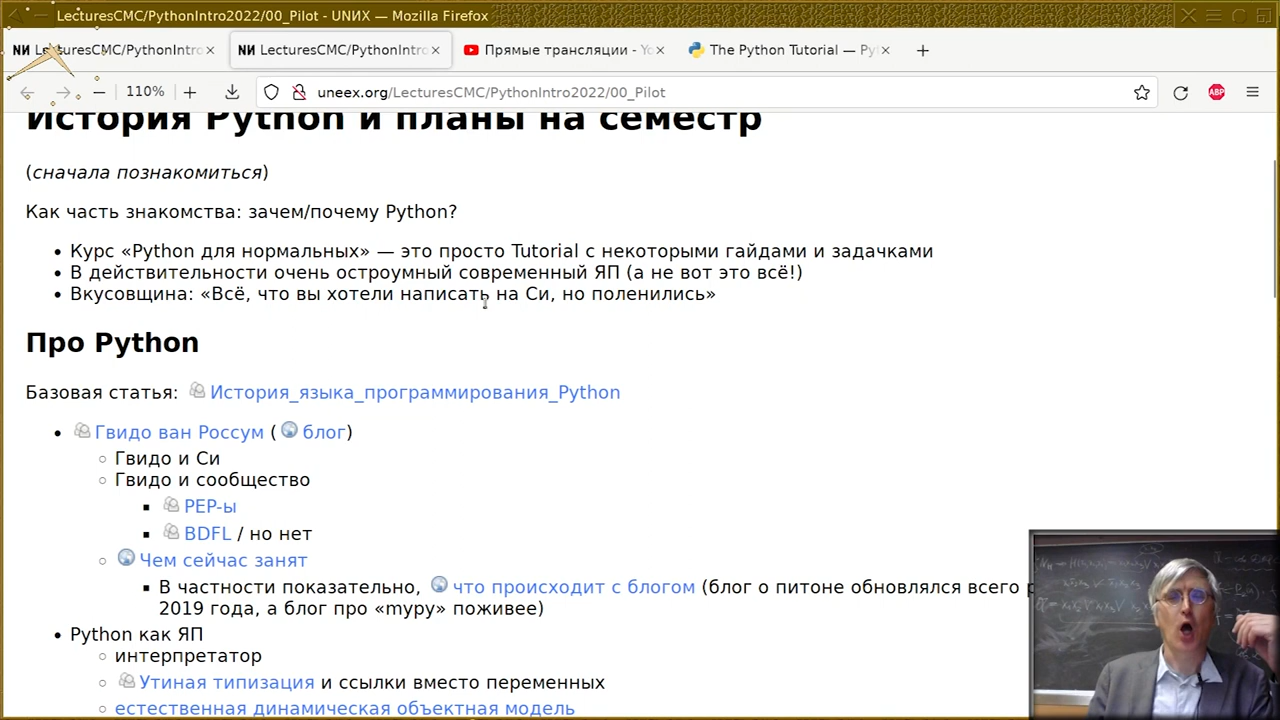 LecturesCMC/PythonIntro2022/00_Pilot - UNИX — Mozilla Firefox
LecturesCMC/PythonIntro
LecturesCMC/PythonIntro
Прямые трансляции - Yo
The Python Tutorial — Py
110%
uneex.org/LecturesCMC/PythonIntro2022/00_Pilot
ABP
История Python и планы на семестр
(сначала познакомиться)
Как часть знакомства: зачем/почему Python?
• Курс «Python для нормальных» — это просто Tutorial с некоторыми гайдами и задачками
• В действительности очень остроумный современный ЯП (а не вот это всё!)
• Вкусовщина: «Всё, что вы хотели написать на Си, но поленились»
Про Python
Базовая статья: История_языка_программирования_Python
• Гвидо ван Россум ( блог)
○ Гвидо и Си
○ Гвидо и сообщество
▪ PEP-ы
▪ BDFL / но нет
○ Чем сейчас занят
▪ В частности показательно, что происходит с блогом (блог о питоне обновлялся всего
2019 года, а блог про «mypy» поживее)
• Python как ЯП
○ интерпретатор
○ Утиная типизация и ссылки вместо переменных
○ естественная динамическая объектная модель